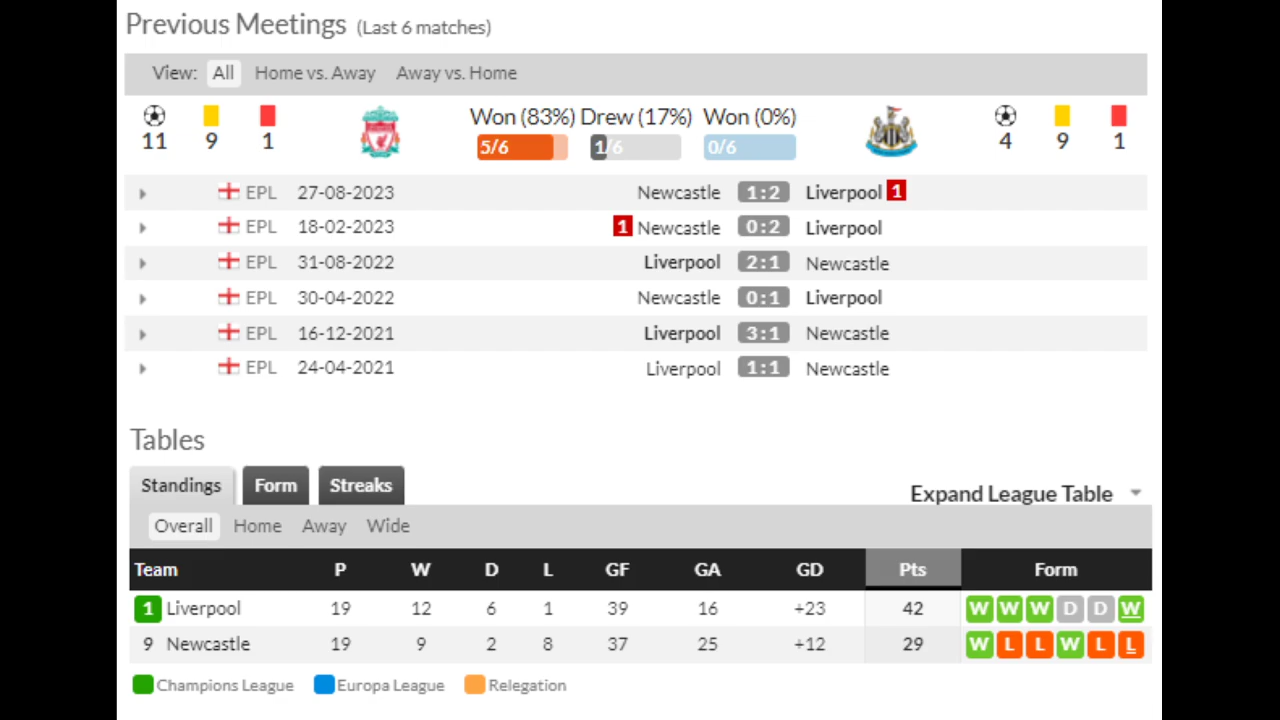 Previous Meetings (Last 6 matches)
View: All Home vs. Away Away vs. Home
Won (83%) Drew (17%) Won (0%)
11 9 1 5/6 1/6 0/6 4 9 1
EPL 27-08-2023 Newcastle 1:2 Liverpool 1
EPL 18-02-2023 1 Newcastle 0:2 Liverpool
EPL 31-08-2022 Liverpool 2:1 Newcastle
EPL 30-04-2022 Newcastle 0:1 Liverpool
EPL 16-12-2021 Liverpool 3:1 Newcastle
EPL 24-04-2021 Liverpool 1:1 Newcastle
Tables
Standings Form Streaks
Expand League Table
Overall Home Away Wide
Team P W D L GF GA GD Pts Form
1 Liverpool 19 12 6 1 39 16 +23 42 W W W D D W
9 Newcastle 19 9 2 8 37 25 +12 29 W L L W L L
Champions League Europa League Relegation